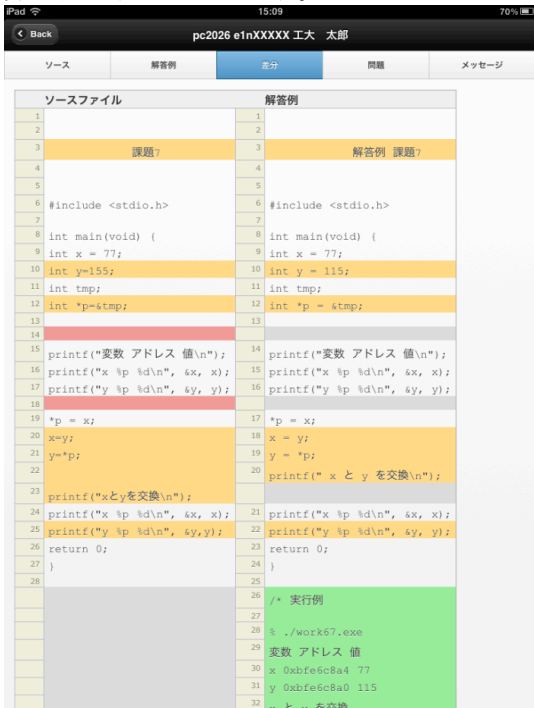 iPad 15:09 70%
Back pc2026 e1nXXXXX 工大 太郎
ソース 解答例 差分 問題 メッセージ
ソースファイル 解答例
1 1
2 2
3 課題7 3 解答例 課題7
4 4
5 5
6 #include <stdio.h> 6 #include <stdio.h>
7 7
8 int main(void) { 8 int main(void) {
9 int x = 77; 9 int x = 77;
10 int y=155; 10 int y = 115;
11 int tmp; 11 int tmp;
12 int *p=&tmp; 12 int *p = &tmp;
13 13
14
15 printf("変数 アドレス 値\n"); 14 printf("変数 アドレス 値\n");
16 printf("x %p %d\n", &x, x); 15 printf("x %p %d\n", &x, x);
17 printf("y %p %d\n", &y, y); 16 printf("y %p %d\n", &y, y);
18
19 *p = x; 17 *p = x;
20 x=y; 18 x = y;
21 y=*p; 19 y = *p;
22 20 printf(" x と y を交換\n");
23 printf("xとyを交換\n");
24 printf("x %p %d\n", &x, x); 21 printf("x %p %d\n", &x, x);
25 printf("y %p %d\n", &y,y); 22 printf("y %p %d\n", &y, y);
26 return 0; 23 return 0;
27 } 24 }
28 25
26 /* 実行例
27
28 % ./work67.exe
29 変数 アドレス 値
30 x 0xbfe6c8a4 77
31 y 0xbfe6c8a0 115
32